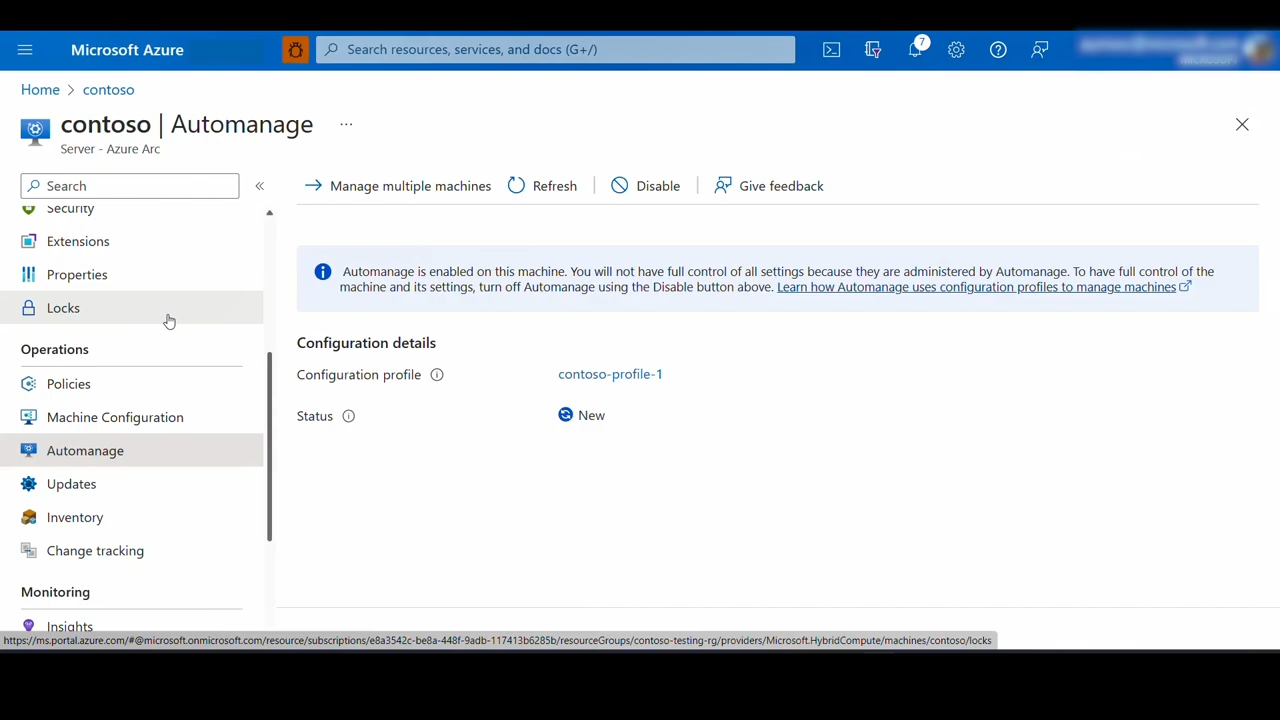 Microsoft Azure
Search resources, services, and docs (G+/)
7
Home > contoso
contoso | Automanage ...
Server - Azure Arc
Search
«
Manage multiple machines
Refresh
Disable
Give feedback
Security
Extensions
Properties
Locks
Operations
Policies
Machine Configuration
Automanage
Updates
Inventory
Change tracking
Monitoring
Insights
Automanage is enabled on this machine. You will not have full control of all settings because they are administered by Automanage. To have full control of the
machine and its settings, turn off Automanage using the Disable button above. Learn how Automanage uses configuration profiles to manage machines
Configuration details
Configuration profile
contoso-profile-1
Status
New
https://ms.portal.azure.com/#@microsoft.onmicrosoft.com/resource/subscriptions/e8a3542c-be8a-448f-9adb-117413b6285b/resourceGroups/contoso-testing-rg/providers/Microsoft.HybridCompute/machines/contoso/locks